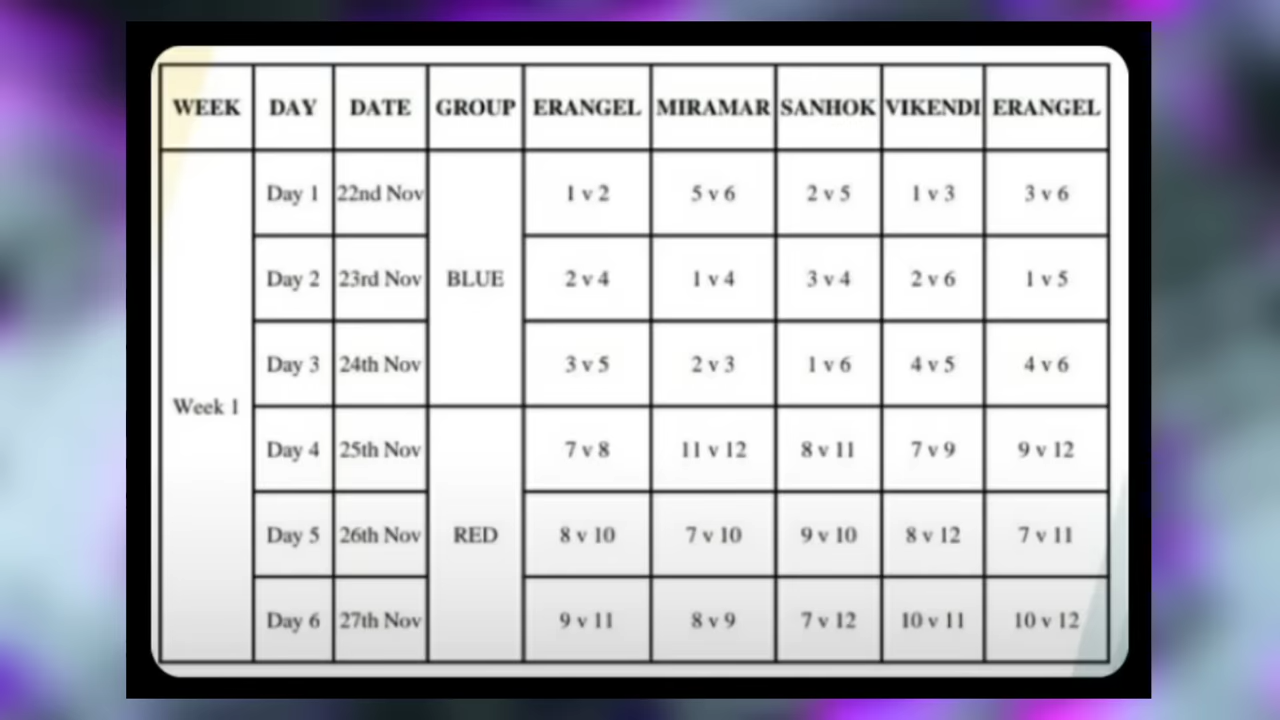 WEEK DAY DATE GROUP ERANGEL MIRAMAR SANHOK VIKENDI ERANGEL
Day 1 22nd Nov 1 v 2 5 v 6 2 v 5 1 v 3 3 v 6
Day 2 23rd Nov BLUE 2 v 4 1 v 4 3 v 4 2 v 6 1 v 5
Day 3 24th Nov 3 v 5 2 v 3 1 v 6 4 v 5 4 v 6
Week 1
Day 4 25th Nov 7 v 8 11 v 12 8 v 11 7 v 9 9 v 12
Day 5 26th Nov RED 8 v 10 7 v 10 9 v 10 8 v 12 7 v 11
Day 6 27th Nov 9 v 11 8 v 9 7 v 12 10 v 11 10 v 12